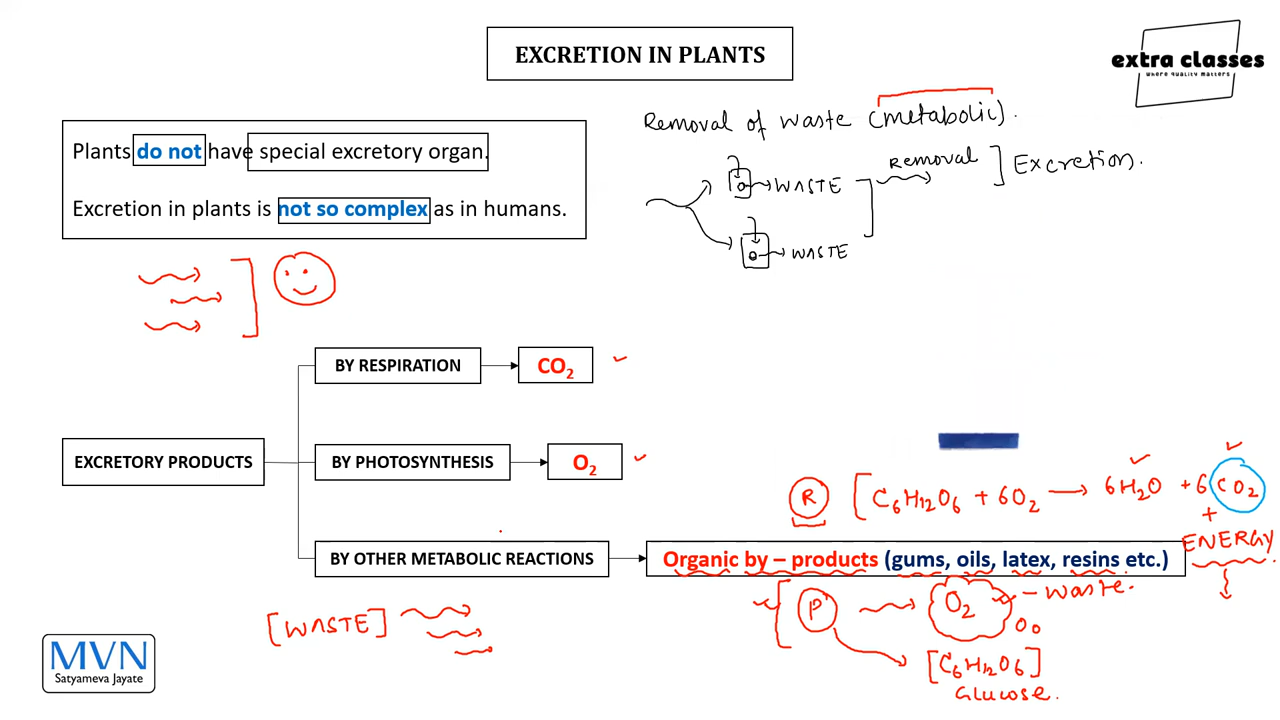 EXCRETION IN PLANTS
extra classes
where quality matters
Removal of waste (metabolic).
Plants do not have special excretory organ.
Excretion in plants is not so complex as in humans.
WASTE
Removal
Excretion.
WASTE
BY RESPIRATION
CO₂
EXCRETORY PRODUCTS
BY PHOTOSYNTHESIS
O₂
R [C₆H₁₂O₆ + 6O₂ → 6H₂O + 6CO₂
+
ENERGY
BY OTHER METABOLIC REACTIONS
Organic by – products (gums, oils, latex, resins etc.)
P
O₂
- waste.
[WASTE]
[C₆H₁₂O₆]
Glucose.
MVN
Satyameva Jayate